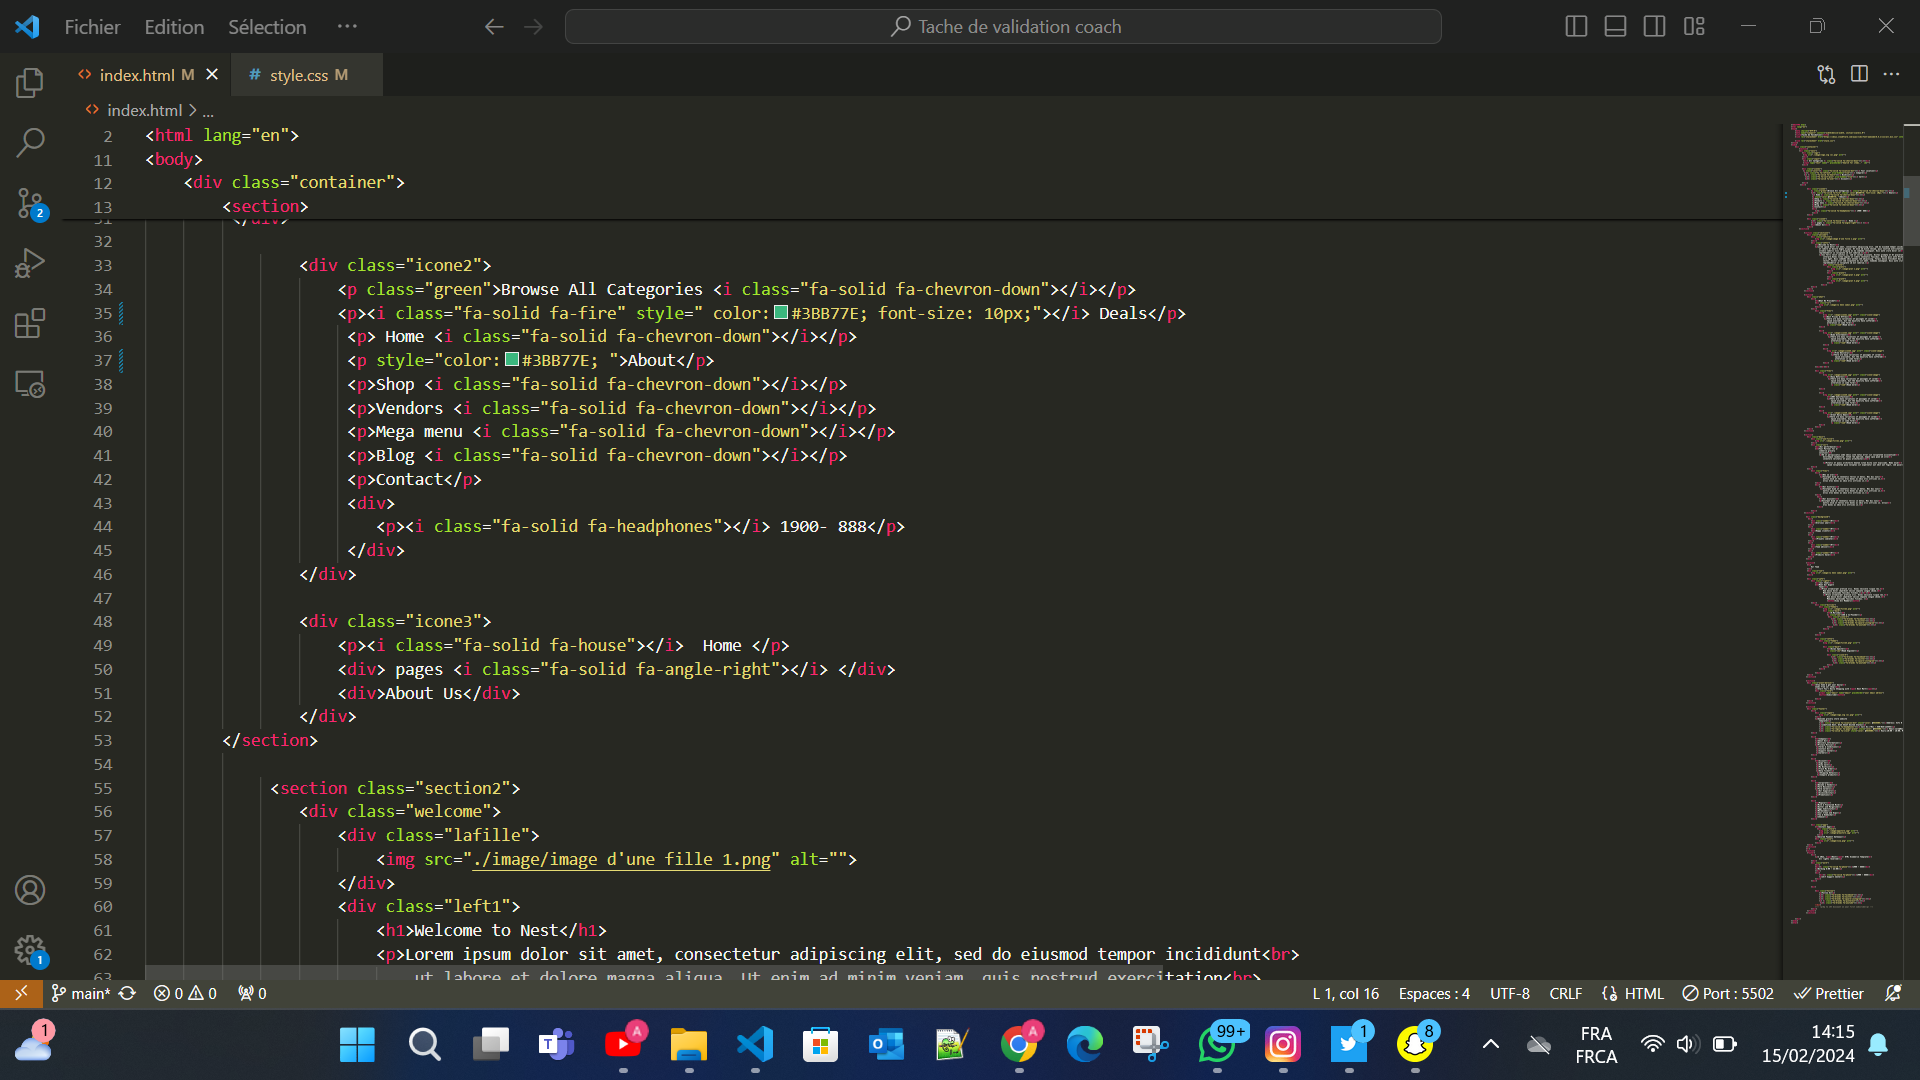 Fichier Edition Sélection ···
Tache de validation coach
index.html M
# style.css M
index.html > ...
2 <html lang="en">
11 <body>
12 <div class="container">
13 <section>
31 </div>
32
33 <div class="icone2">
34 <p class="green">Browse All Categories <i class="fa-solid fa-chevron-down"></i></p>
35 <p><i class="fa-solid fa-fire" style=" color:#3BB77E; font-size: 10px;"></i> Deals</p>
36 <p> Home <i class="fa-solid fa-chevron-down"></i></p>
37 <p style="color:#3BB77E; ">About</p>
38 <p>Shop <i class="fa-solid fa-chevron-down"></i></p>
39 <p>Vendors <i class="fa-solid fa-chevron-down"></i></p>
40 <p>Mega menu <i class="fa-solid fa-chevron-down"></i></p>
41 <p>Blog <i class="fa-solid fa-chevron-down"></i></p>
42 <p>Contact</p>
43 <div>
44 <p><i class="fa-solid fa-headphones"></i> 1900- 888</p>
45 </div>
46 </div>
47
48 <div class="icone3">
49 <p><i class="fa-solid fa-house"></i>  Home </p>
50 <div> pages <i class="fa-solid fa-angle-right"></i> </div>
51 <div>About Us</div>
52 </div>
53 </section>
54
55 <section class="section2">
56 <div class="welcome">
57 <div class="lafille">
58 <img src="./image/image d'une fille 1.png" alt="">
59 </div>
60 <div class="left1">
61 <h1>Welcome to Nest</h1>
62 <p>Lorem ipsum dolor sit amet, consectetur adipiscing elit, sed do eiusmod tempor incididunt<br>
63 ut labore et dolore magna aliqua. Ut enim ad minim veniam, quis nostrud exercitation<br>
2
1
main* 0 0 0
L 1, col 16 Espaces : 4 UTF-8 CRLF HTML Port : 5502 Prettier
1
A
A
99+
1
8
FRA
FRCA
14:15
15/02/2024